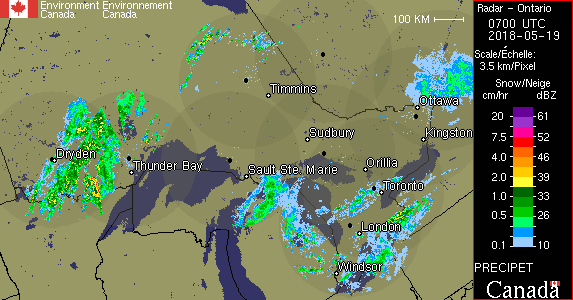 Environment Environnement
Canada Canada
100 KM
Timmins
Ottawa
Sudbury
Kingston
Dryden
Thunder Bay
Sault Ste. Marie
Orillia
Toronto
London
Windsor
Radar - Ontario
0700 UTC
2018-05-19
Scale/Échelle:
3.5 km/Pixel
Snow/Neige
cm/hr dBZ
20 61
7.5 52
4.0 46
2.0 39
1.0 33
0.5 26
0.1 10
PRECIPET
Canada